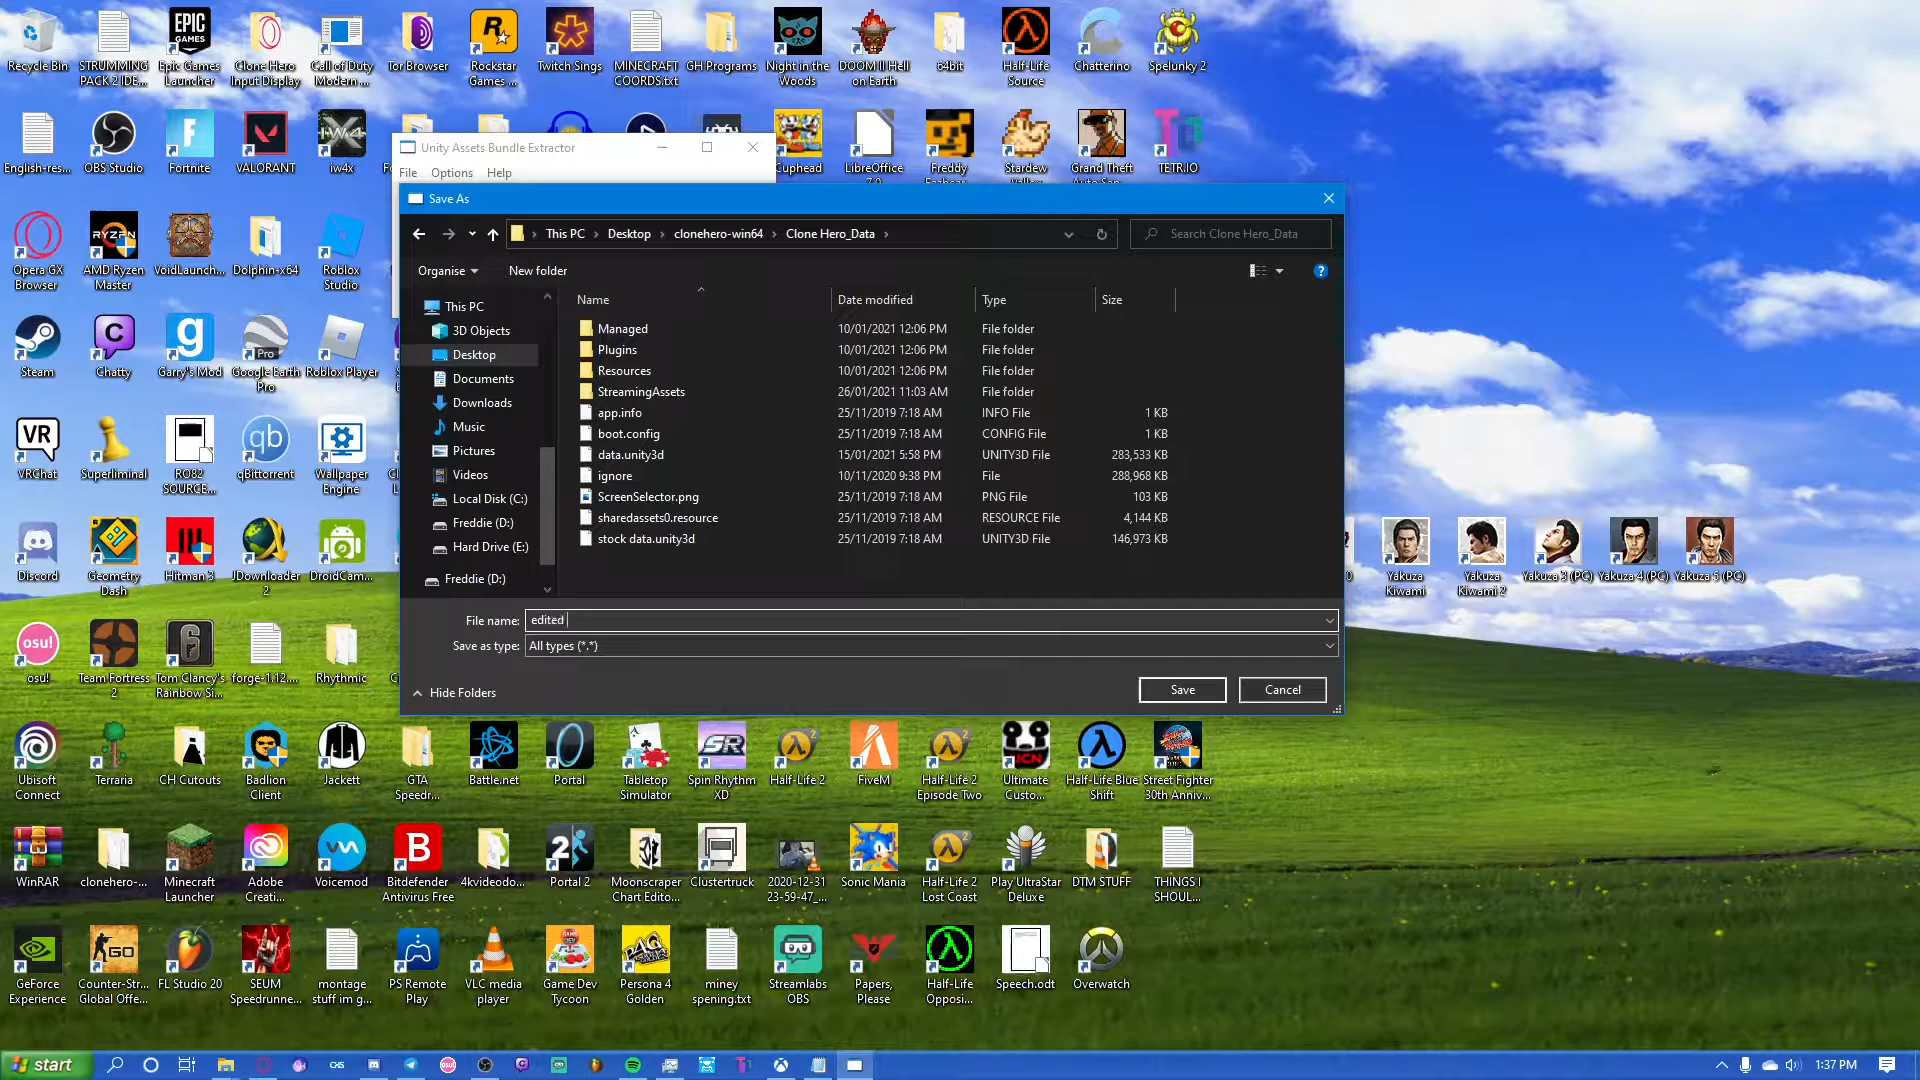 Recycle Bin
STRUMMING
PACK 2 IDE...
Epic Games
Launcher
Clone Hero
Input Display
Call of Duty
Modern ...
Tor Browser
Rockstar
Games ...
Twitch Sings
MINECRAFT
COORDS.txt
GH Programs
Night in the
Woods
DOOM II Hell
on Earth
64bit
Half-Life
Source
Chatterino
Spelunky 2
English-res...
OBS Studio
Fortnite
VALORANT
iw4x
Cuphead
LibreOffice
7.0
Freddy
Stardew
Valley
Grand Theft
Auto San
TETR.IO
Unity Assets Bundle Extractor
File
Options
Help
Save As
This PC
Desktop
clonehero-win64
Clone Hero_Data
Search Clone Hero_Data
Organise
New folder
This PC
3D Objects
Desktop
Documents
Downloads
Music
Pictures
Videos
Local Disk (C:)
Freddie (D:)
Hard Drive (E:)
Freddie (D:)
Name Date modified Type Size
Managed 10/01/2021 12:06 PM File folder
Plugins 10/01/2021 12:06 PM File folder
Resources 10/01/2021 12:06 PM File folder
StreamingAssets 26/01/2021 11:03 AM File folder
app.info 25/11/2019 7:18 AM INFO File 1 KB
boot.config 25/11/2019 7:18 AM CONFIG File 1 KB
data.unity3d 15/01/2021 5:58 PM UNITY3D File 283,533 KB
ignore 10/11/2020 9:38 PM File 288,968 KB
ScreenSelector.png 25/11/2019 7:18 AM PNG File 103 KB
sharedassets0.resource 25/11/2019 7:18 AM RESOURCE File 4,144 KB
stock data.unity3d 25/11/2019 7:18 AM UNITY3D File 146,973 KB
File name: edited
Save as type: All types (*.*)
Hide Folders
Save
Cancel
Opera GX
Browser
AMD Ryzen
Master
VoidLaunch...
Dolphin-x64
Roblox
Studio
Steam
Chatty
Garry's Mod
Google Earth
Pro
Roblox Player
VRChat
Superliminal
RO82
SOURCE...
qBittorrent
Wallpaper
Engine
Discord
Geometry
Dash
Hitman 3
JDownloader
2
DroidCam...
Yakuza
Kiwami
Yakuza
Kiwami 2
Yakuza 3 (PC)
Yakuza 4 (PC)
Yakuza 5 (PC)
osu!
Team Fortress
2
Tom Clancy's
Rainbow Si...
forge-1.12....
Rhythmic
Ubisoft
Connect
Terraria
CH Cutouts
Badlion
Client
Jackett
GTA
Speedr...
Battle.net
Portal
Tabletop
Simulator
Spin Rhythm
XD
Half-Life 2
FiveM
Half-Life 2
Episode Two
Ultimate
Custo...
Half-Life Blue
Shift
Street Fighter
30th Anniv...
WinRAR
clonehero-...
Minecraft
Launcher
Adobe
Creati...
Voicemod
Bitdefender
Antivirus Free
4kvideodo...
Portal 2
Moonscraper
Chart Edito...
Clustertruck
2020-12-31
23-59-47_...
Sonic Mania
Half-Life 2
Lost Coast
Play UltraStar
Deluxe
DTM STUFF
THINGS I
SHOUL...
GeForce
Experience
Counter-Str...
Global Offe...
FL Studio 20
SEUM
Speedrunne...
montage
stuff im g...
PS Remote
Play
VLC media
player
Game Dev
Tycoon
Persona 4
Golden
miney
spening.txt
Streamlabs
OBS
Papers,
Please
Half-Life
Opposi...
Speech.odt
Overwatch
start
1:37 PM